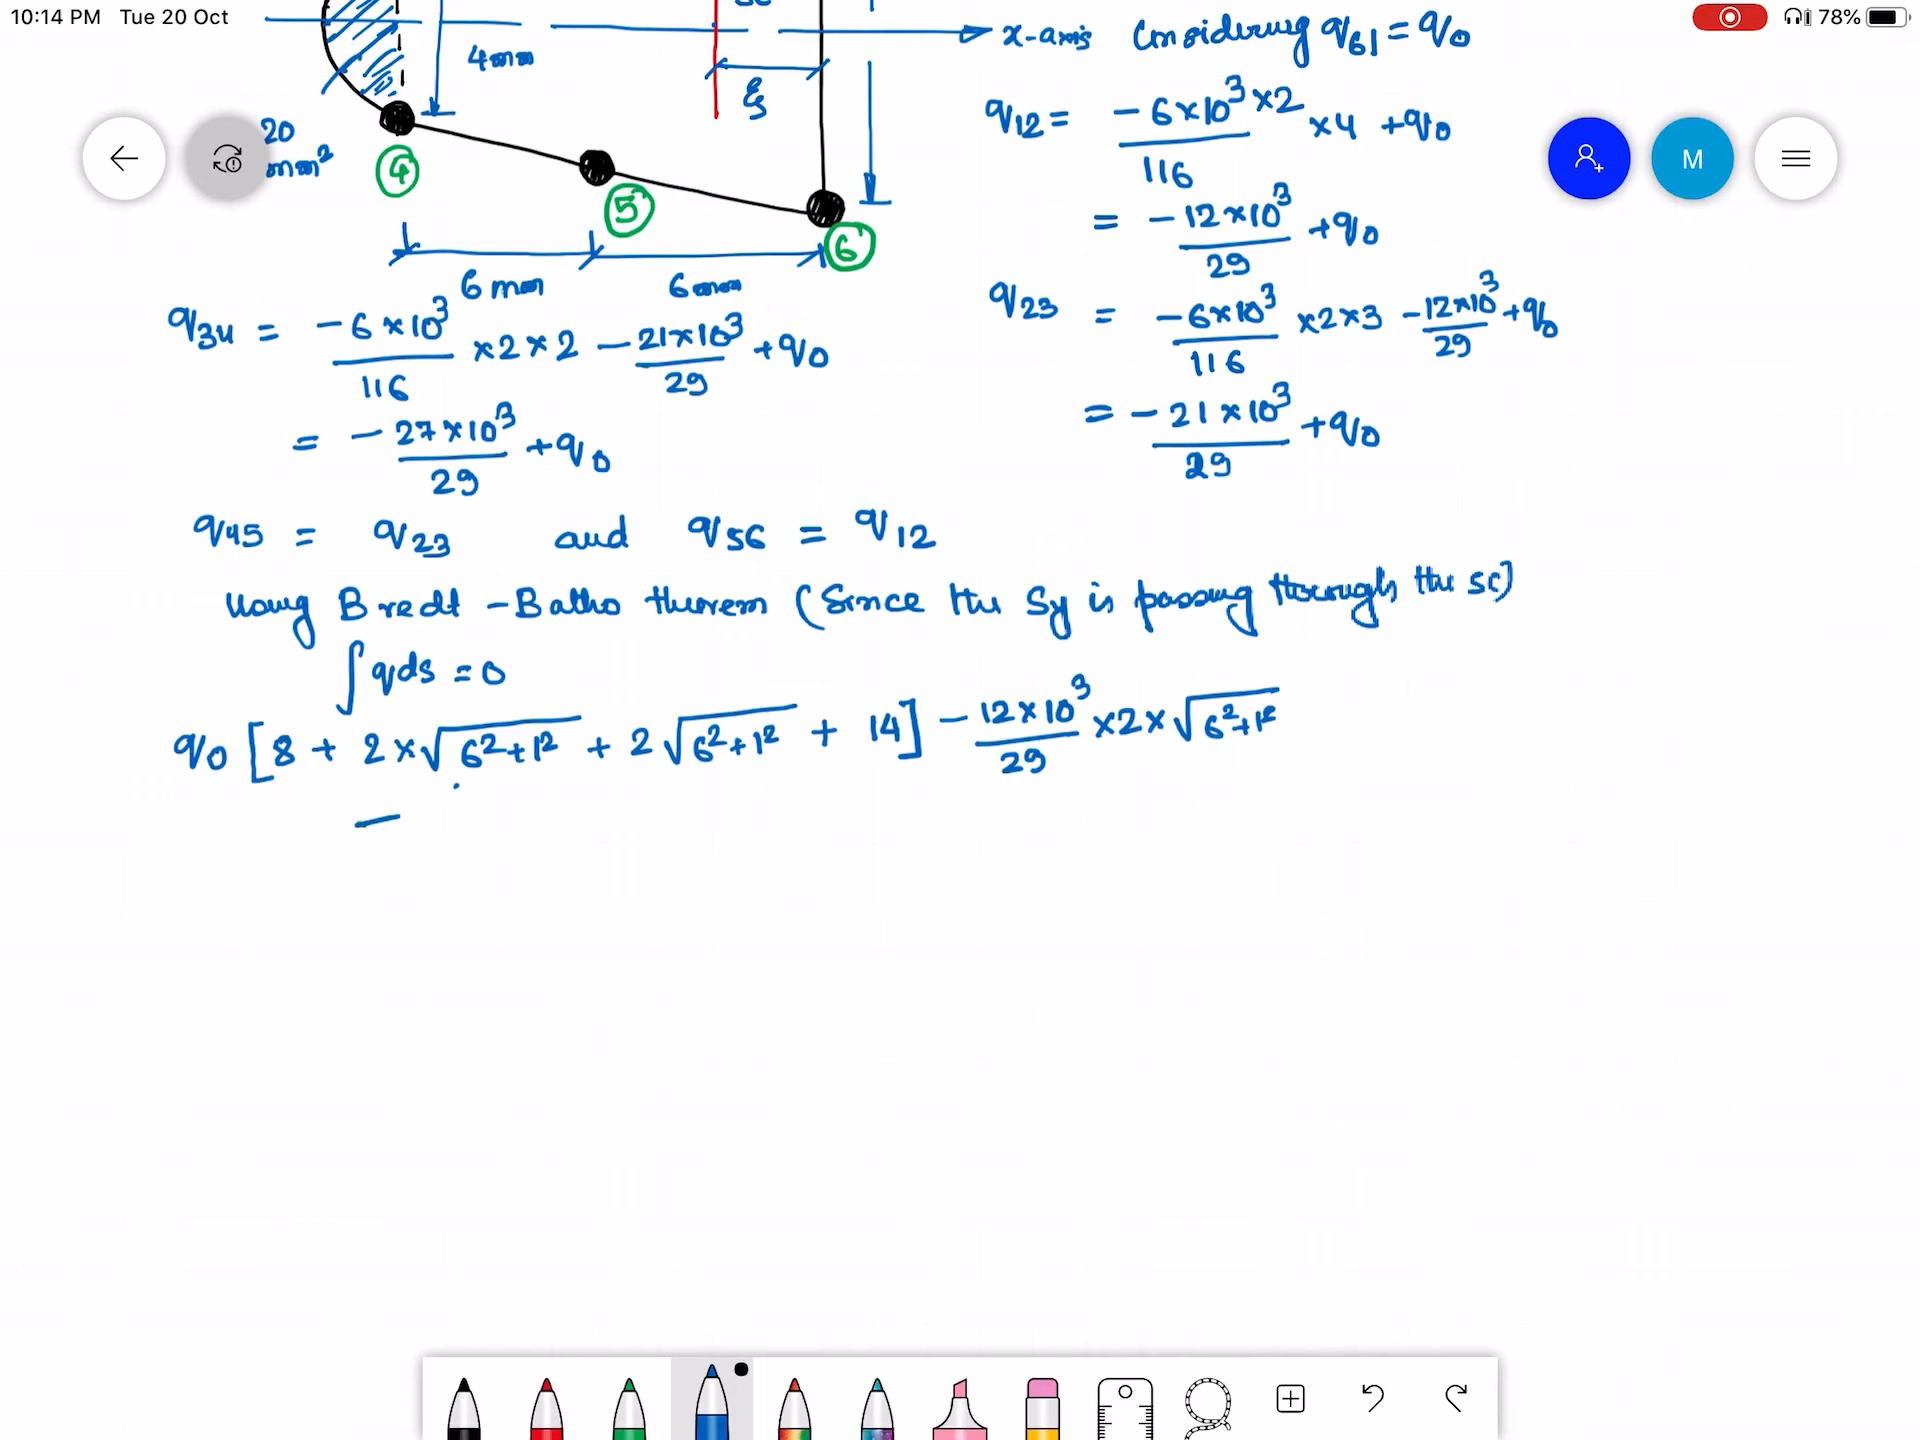 10:14 PM Tue 20 Oct 78%
x-axis Considering q61 = q0
4mm
ξ
20 mm²
4
5
6
6mm 6mm
M
q12 = -6×10³×2/116 ×4 +q0
= -12×10³/29 +q0
q23 = -6×10³/116 ×2×3 -12×10³/29 +q0
= -21×10³/29 +q0
q34 = -6×10³/116 ×2×2 -21×10³/29 +q0
= -27×10³/29 +q0
q45 = q23 and q56 = q12
Using Bredt-Batho theorem (Since the Sy is passing through the SC)
∫qds = 0
q0 [8 + 2×√6²+1² + 2√6²+1² + 14] -12×10³/29 ×2×√6²+1²
—